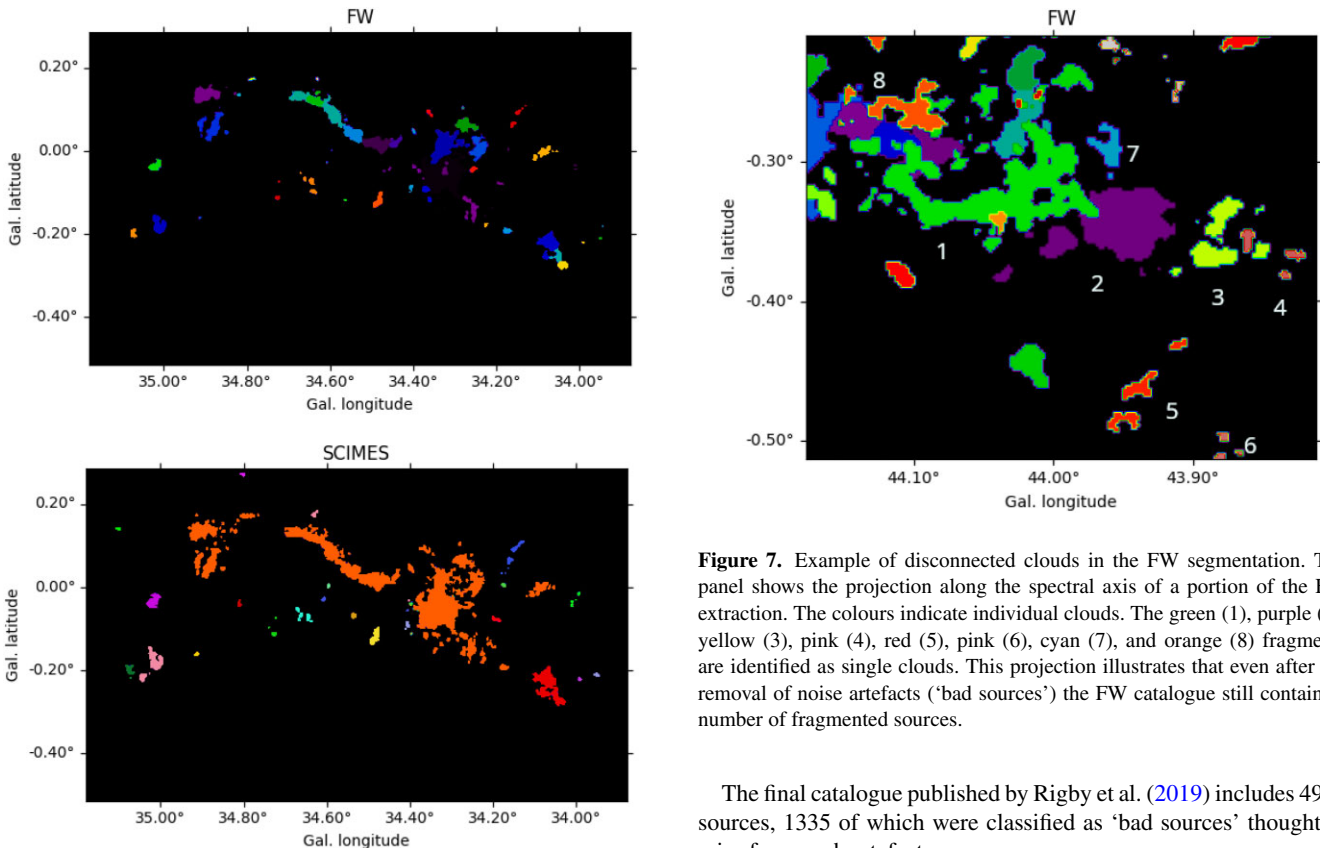 FW
0.20°
0.00°
-0.20°
-0.40°
Gal. latitude
35.00° 34.80° 34.60° 34.40° 34.20° 34.00°
Gal. longitude
SCIMES
0.20°
0.00°
-0.20°
-0.40°
Gal. latitude
35.00° 34.80° 34.60° 34.40° 34.20° 34.00°
Gal. longitude
FW
8
7
1
2
3
4
5
6
-0.30°
-0.40°
-0.50°
Gal. latitude
44.10° 44.00° 43.90°
Gal. longitude
Figure 7. Example of disconnected clouds in the FW segmentation.
panel shows the projection along the spectral axis of a portion of the
extraction. The colours indicate individual clouds. The green (1), purple
yellow (3), pink (4), red (5), pink (6), cyan (7), and orange (8)
are identified as single clouds. This projection illustrates that even after
removal of noise artefacts (‘bad sources’) the FW catalogue still
number of fragmented sources.
The final catalogue published by Rigby et al. (2019) includes
sources, 1335 of which were classified as ‘bad sources’ thought